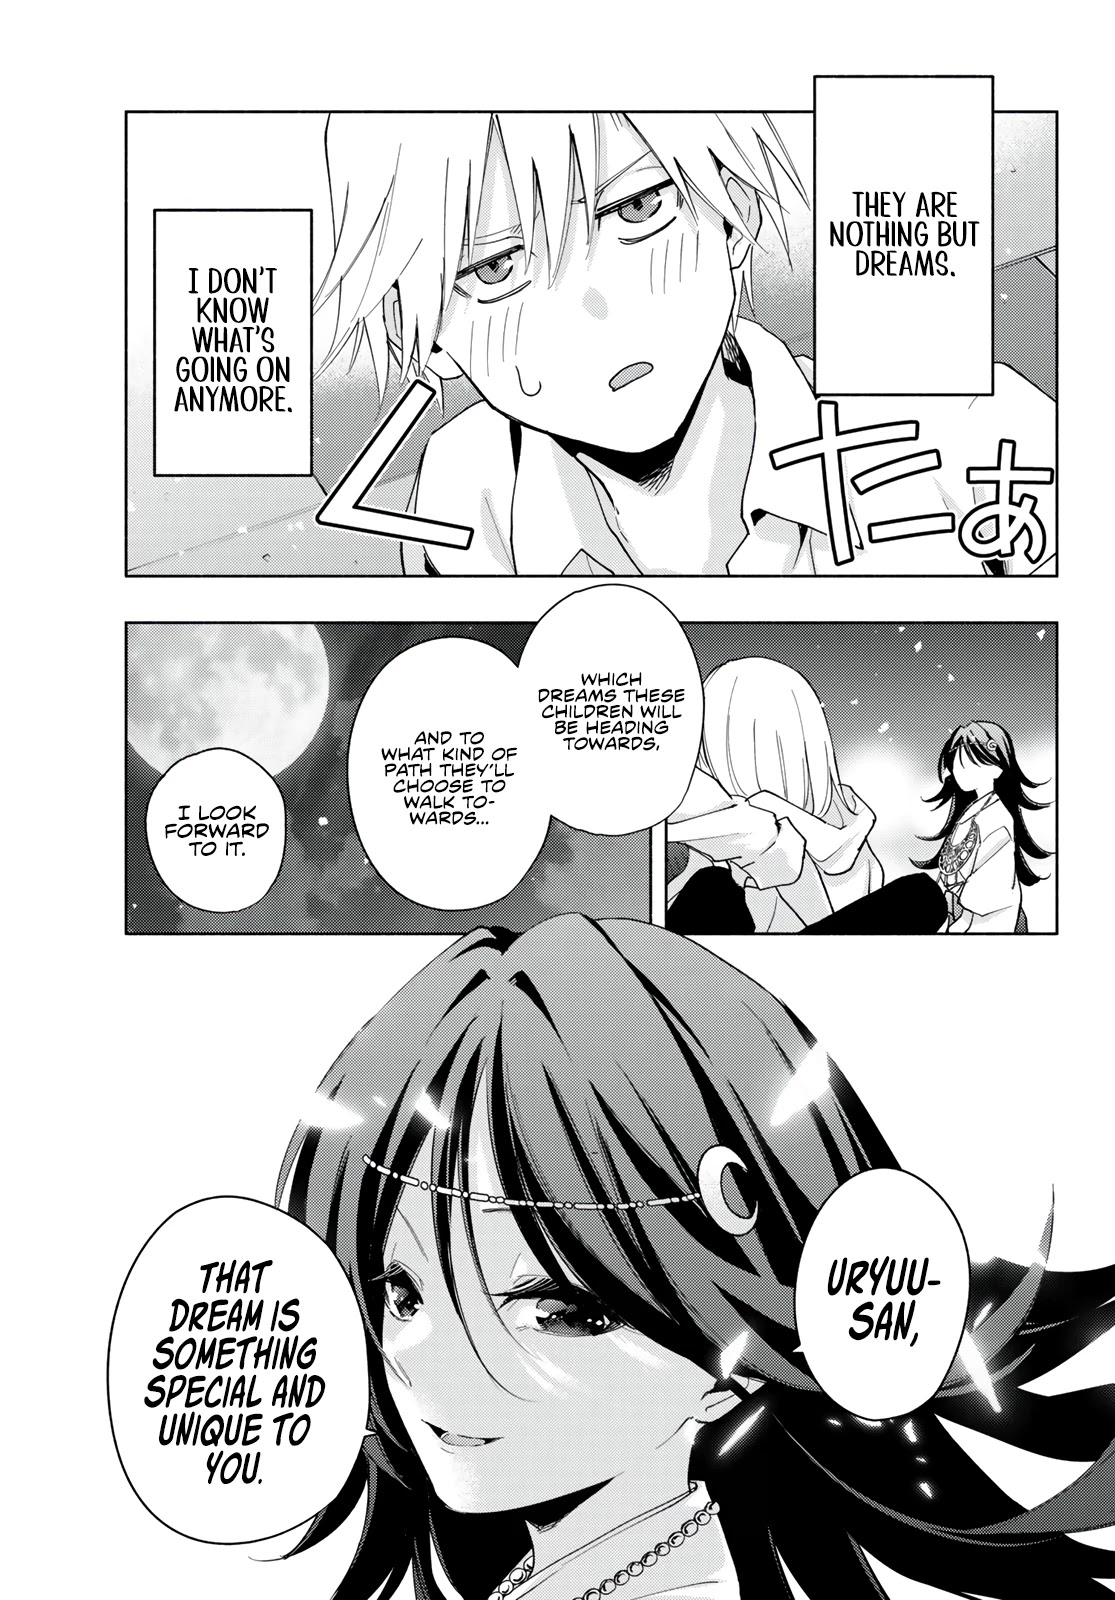 THEY ARE
NOTHING BUT
DREAMS.
I DON'T
KNOW
WHAT'S
GOING ON
ANYMORE.
くたぁ
WHICH
DREAMS THESE
CHILDREN WILL
BE HEADING
TOWARDS,
AND TO
WHAT KIND OF
PATH THEY'LL
CHOOSE TO
WALK TO-
WARDS...
I LOOK
FORWARD
TO IT.
URYUU-
SAN,
THAT
DREAM IS
SOMETHING
SPECIAL AND
UNIQUE TO
YOU.